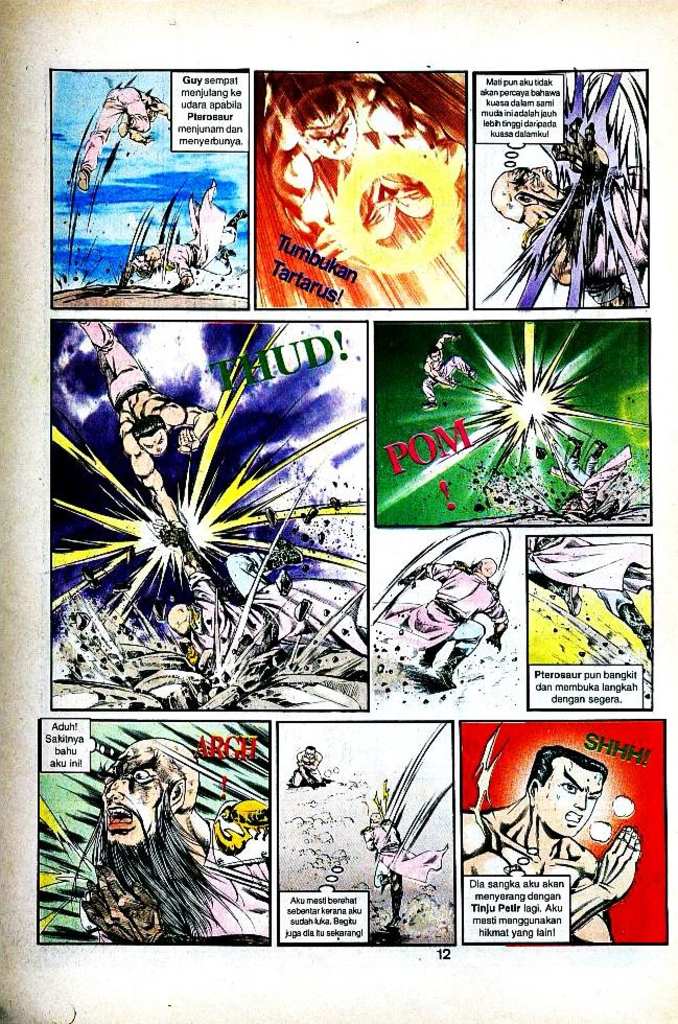 Guy sempat
menjulang ke
udara apabila
Pterosaur
menjunam dan
menyerbunya.
Tumbukan
Tartarus!
Mati pun aku tidak
akan percaya bahawa
kuasa dalam sami
muda ini adalah
lebih tinggi daripada
kuasa dalamku!
THUD!
POM
!
Pterosaur pun bangkit
dan membuka langkah
dengan segera.
Aduh!
Sakitnya
bahu
aku ini!
ARGH
!
Aku mesti berehat
sebentar kerana aku
sudah luka. Begitu
juga dia itu sekarang!
SHHH!
Dia sangka aku akan
menyerang dengan
Tinju Petir lagi. Aku
mesti menggunakan
hikmat yang lain!
12